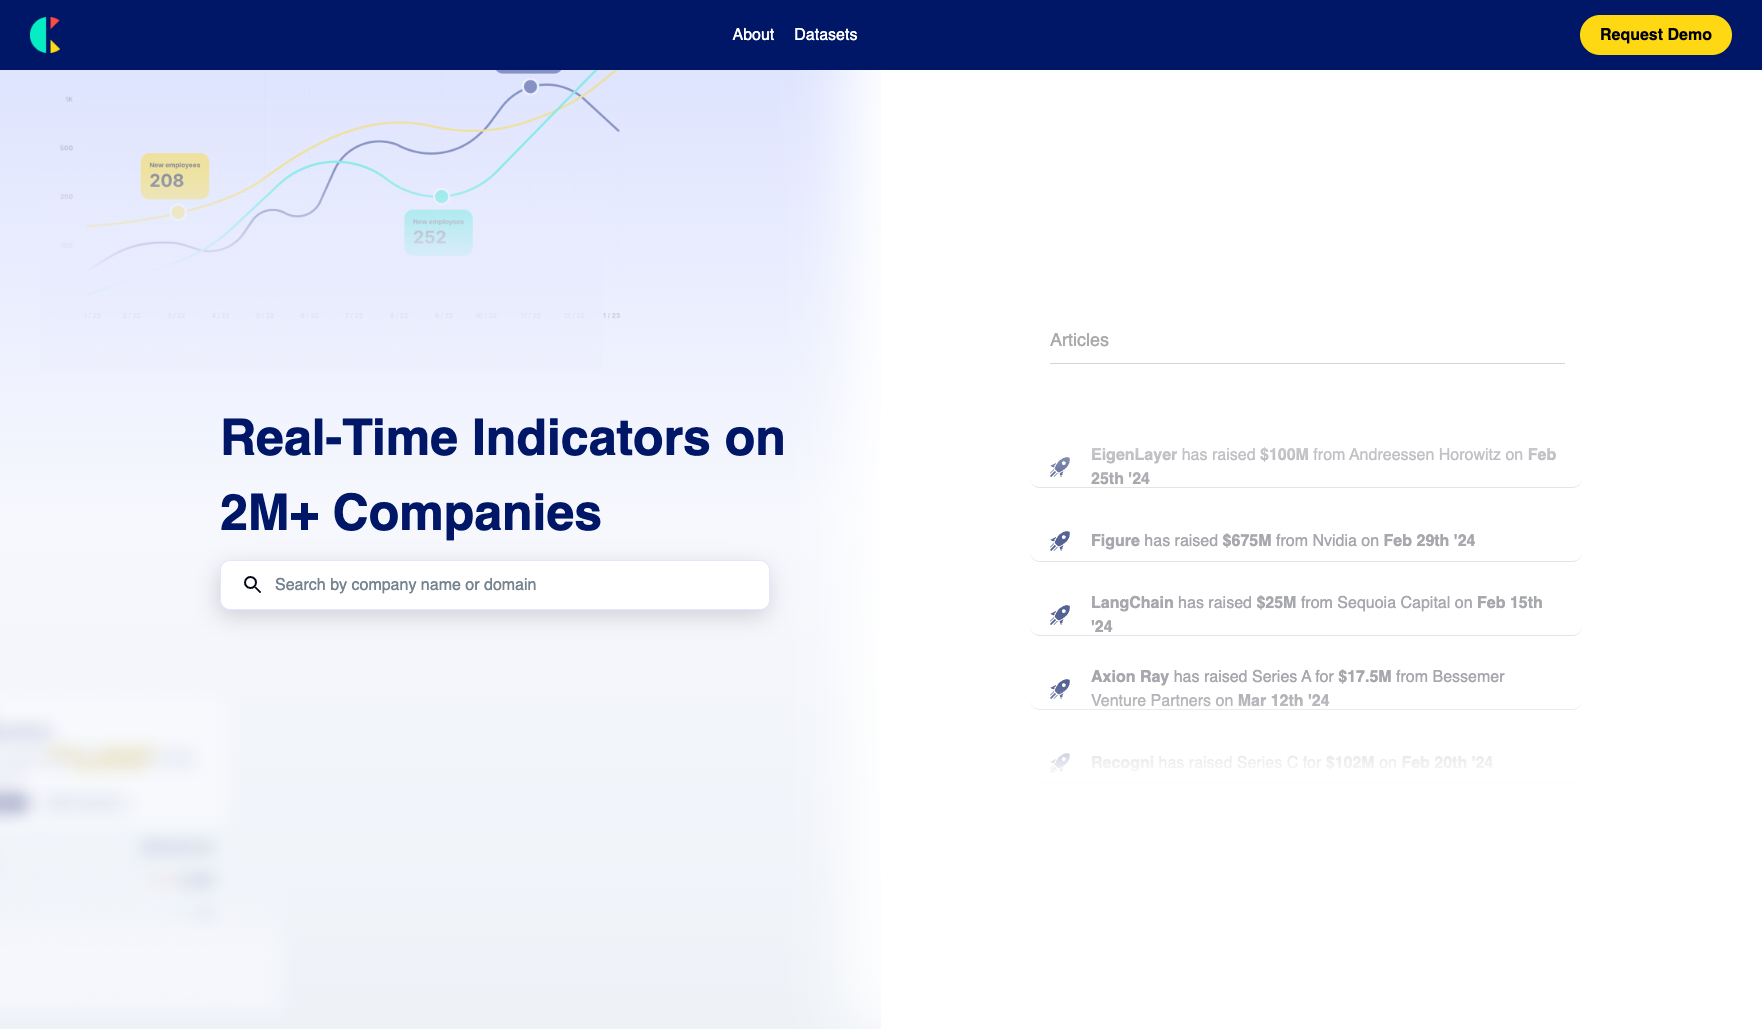 About
Datasets
Request Demo
1K
500
250
New employees
208
New employees
252
1 / 23
Real-Time Indicators on
2M+ Companies
Search by company name or domain
Articles
EigenLayer has raised $100M from Andreessen Horowitz on Feb
25th '24
Figure has raised $675M from Nvidia on Feb 29th '24
LangChain has raised $25M from Sequoia Capital on Feb 15th
'24
Axion Ray has raised Series A for $17.5M from Bessemer
Venture Partners on Mar 12th '24
Recogni has raised Series C for $102M on Feb 20th '24